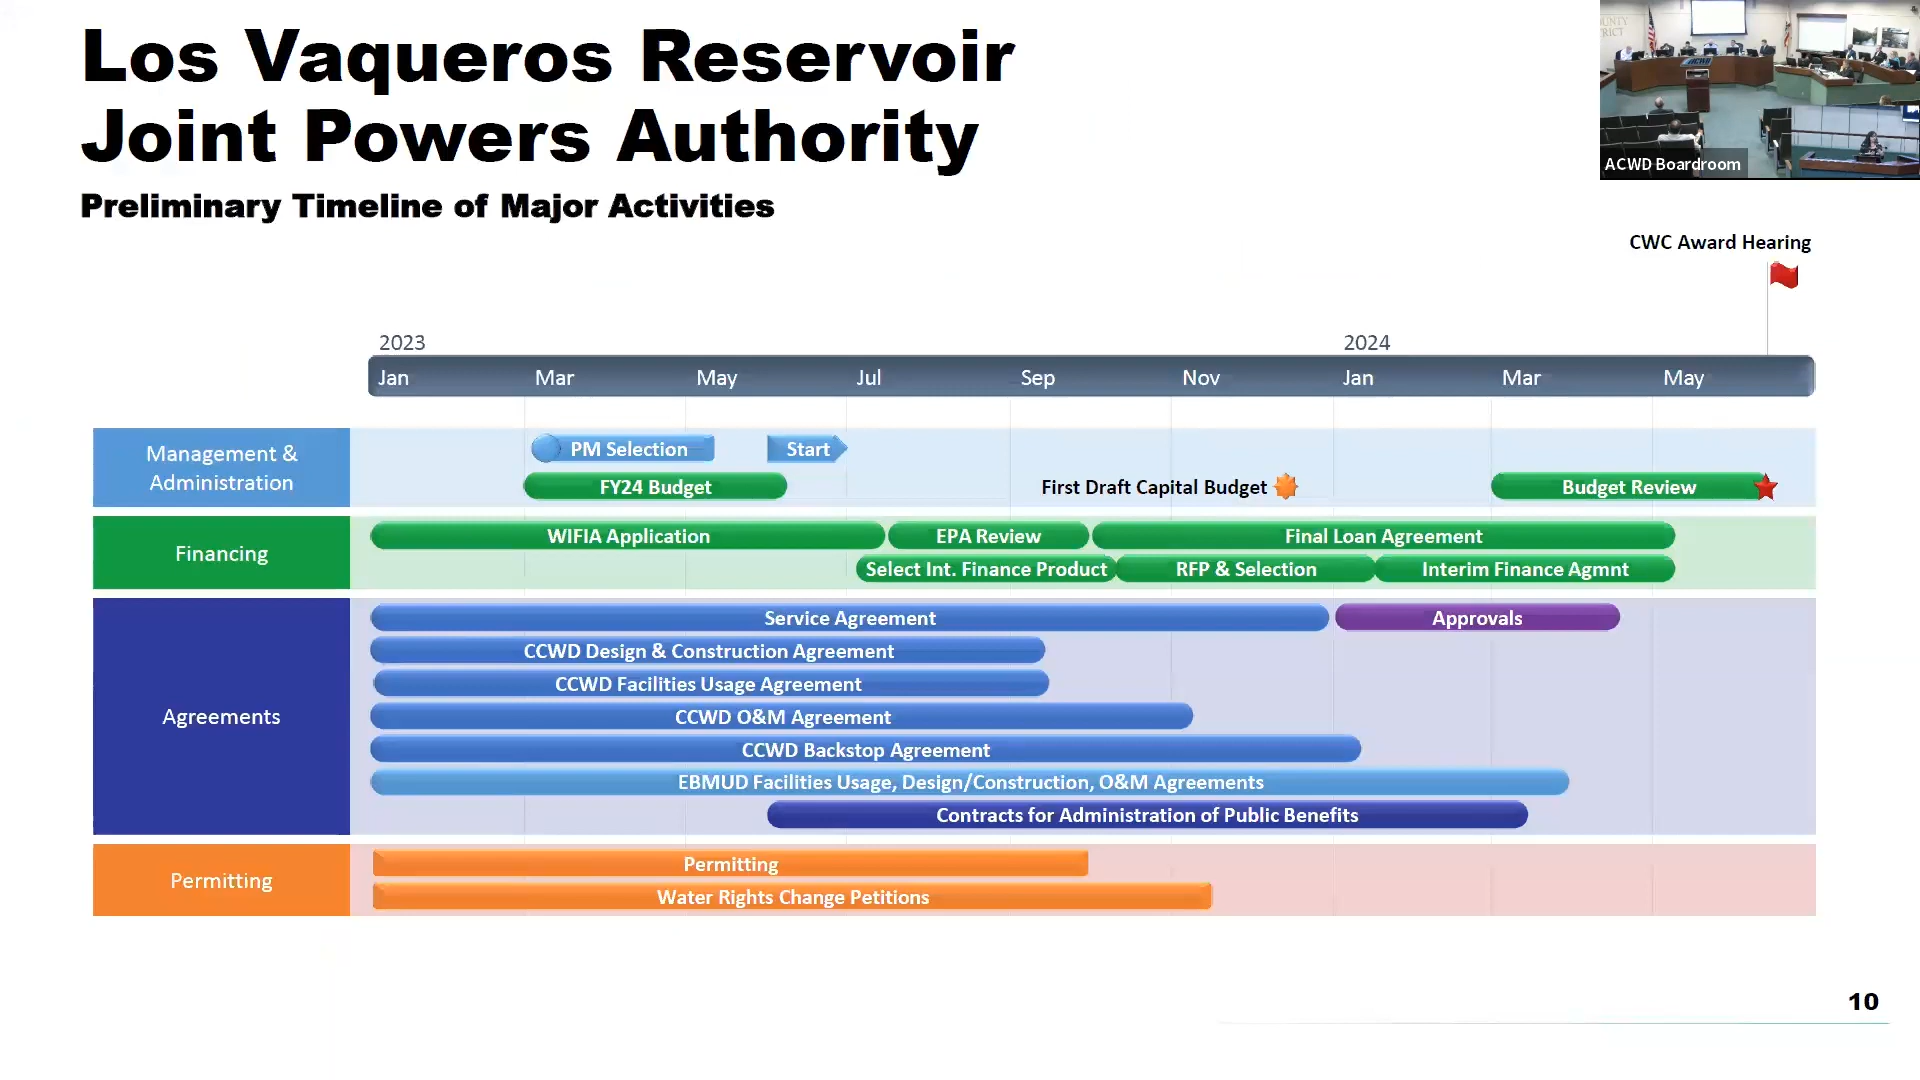 Los Vaqueros Reservoir
Joint Powers Authority
Preliminary Timeline of Major Activities
ACWD
ACWD Boardroom
CWC Award Hearing
2023 2024
Jan Mar May Jul Sep Nov Jan Mar May
Management &
Administration
PM Selection Start
FY24 Budget First Draft Capital Budget Budget Review
Financing
WIFIA Application EPA Review Final Loan Agreement
Select Int. Finance Product RFP & Selection Interim Finance Agmnt
Agreements
Service Agreement Approvals
CCWD Design & Construction Agreement
CCWD Facilities Usage Agreement
CCWD O&M Agreement
CCWD Backstop Agreement
EBMUD Facilities Usage, Design/Construction, O&M Agreements
Contracts for Administration of Public Benefits
Permitting
Permitting
Water Rights Change Petitions
10